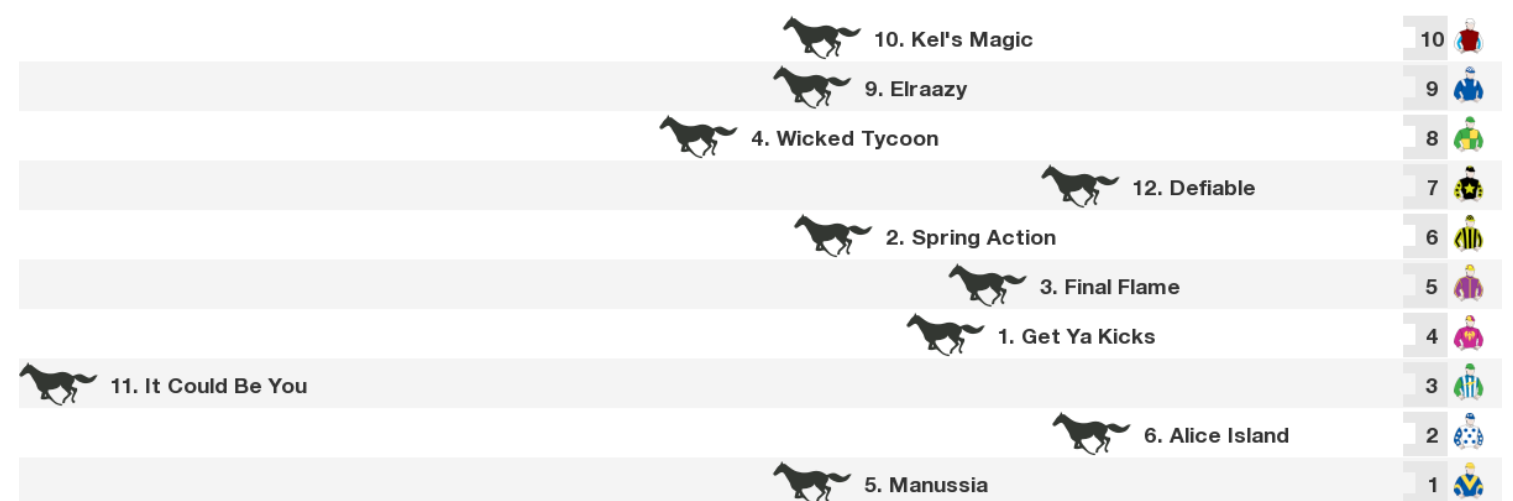 10. Kel's Magic 10
9. Elraazy 9
4. Wicked Tycoon 8
12. Defiable 7
2. Spring Action 6
3. Final Flame 5
1. Get Ya Kicks 4
11. It Could Be You 3
6. Alice Island 2
5. Manussia 1